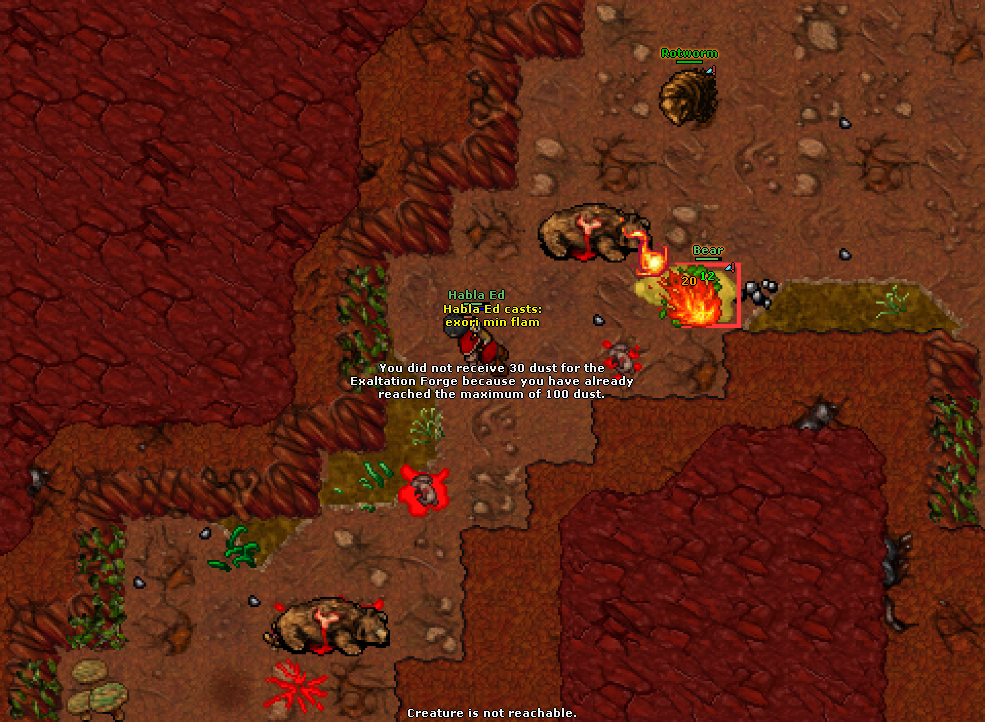 Rotworm
Bear
20 12
Habla Ed
Habla Ed casts:
exori min flam
You did not receive 30 dust for the
Exaltation Forge because you have already
reached the maximum of 100 dust.
Creature is not reachable.